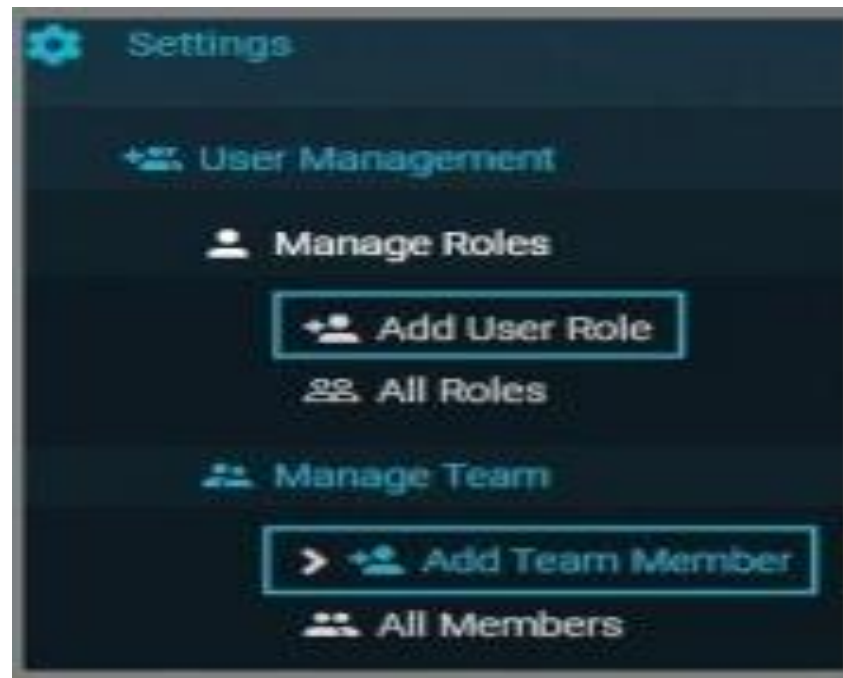 Settings
User Management
Manage Roles
Add User Role
All Roles
Manage Team
Add Team Member
All Members